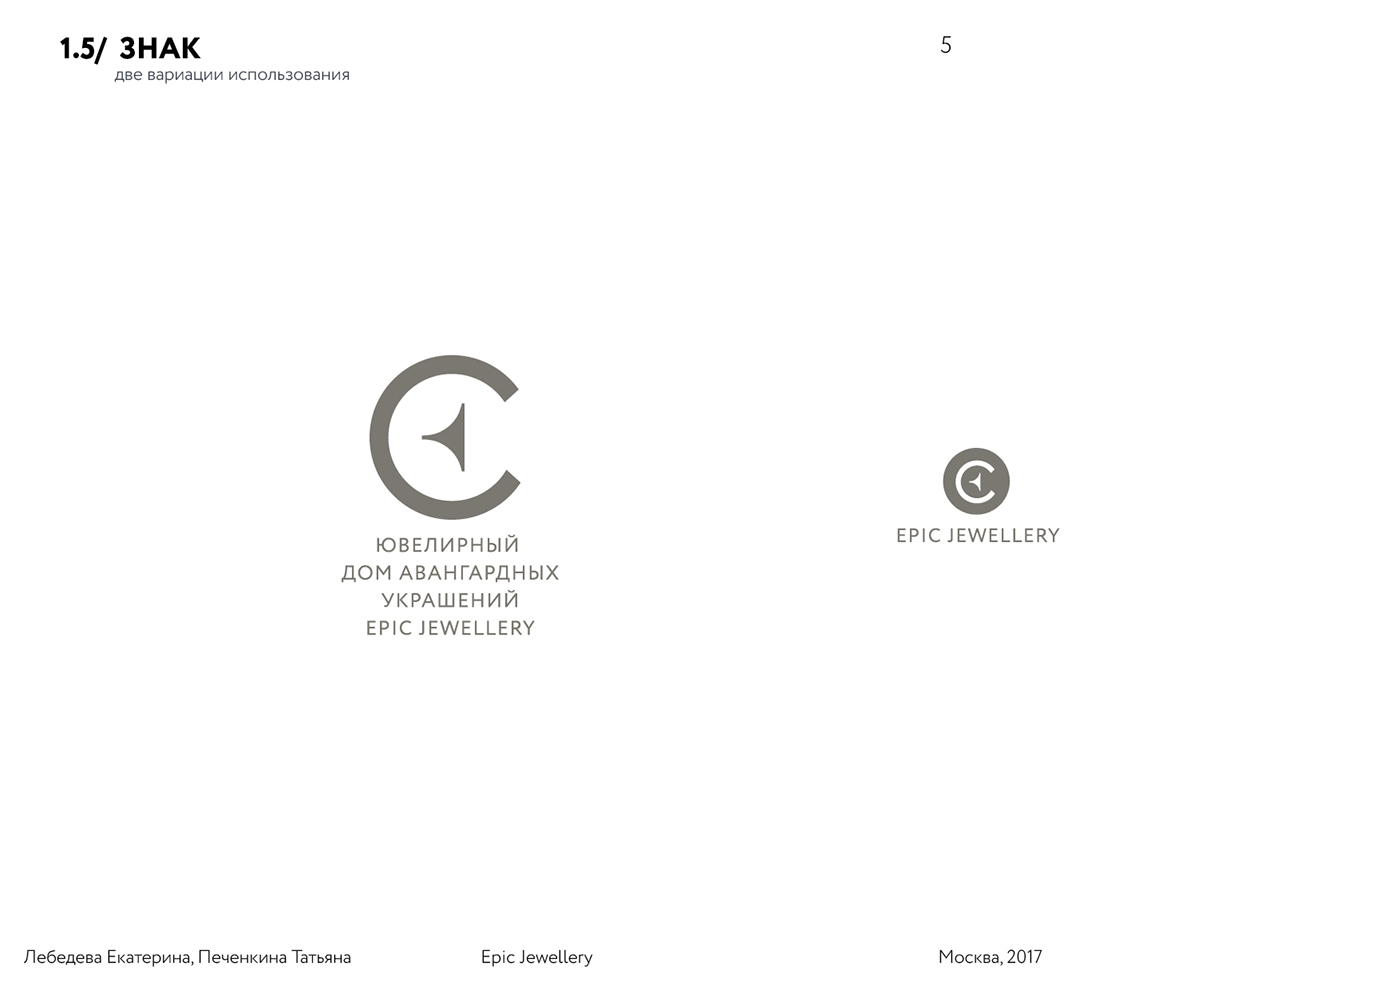 1.5/ ЗНАК
5
две вариации использования
ЮВЕЛИРНЫЙ
ДОМ АВАНГАРДНЫХ
УКРАШЕНИЙ
EPIC JEWELLERY
EPIC JEWELLERY
Лебедева Екатерина, Печенкина Татьяна
Epic Jewellery
Москва, 2017